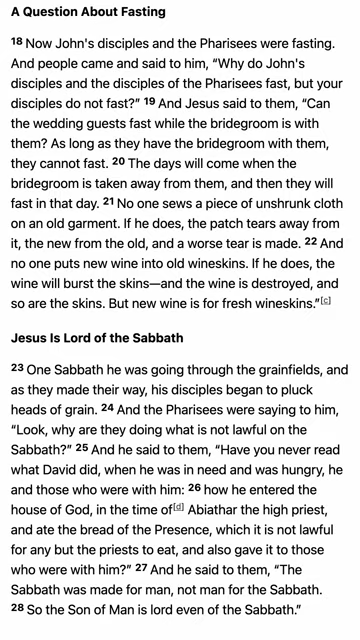 A Question About Fasting
18 Now John's disciples and the Pharisees were fasting.
And people came and said to him, “Why do John's
disciples and the disciples of the Pharisees fast, but your
disciples do not fast?” 19 And Jesus said to them, “Can
the wedding guests fast while the bridegroom is with
them? As long as they have the bridegroom with them,
they cannot fast. 20 The days will come when the
bridegroom is taken away from them, and then they will
fast in that day. 21 No one sews a piece of unshrunk cloth
on an old garment. If he does, the patch tears away from
it, the new from the old, and a worse tear is made. 22 And
no one puts new wine into old wineskins. If he does, the
wine will burst the skins—and the wine is destroyed, and
so are the skins. But new wine is for fresh wineskins.”[c]
Jesus Is Lord of the Sabbath
23 One Sabbath he was going through the grainfields, and
as they made their way, his disciples began to pluck
heads of grain. 24 And the Pharisees were saying to him,
“Look, why are they doing what is not lawful on the
Sabbath?” 25 And he said to them, “Have you never read
what David did, when he was in need and was hungry, he
and those who were with him: 26 how he entered the
house of God, in the time of[d] Abiathar the high priest,
and ate the bread of the Presence, which it is not lawful
for any but the priests to eat, and also gave it to those
who were with him?” 27 And he said to them, “The
Sabbath was made for man, not man for the Sabbath.
28 So the Son of Man is lord even of the Sabbath.”